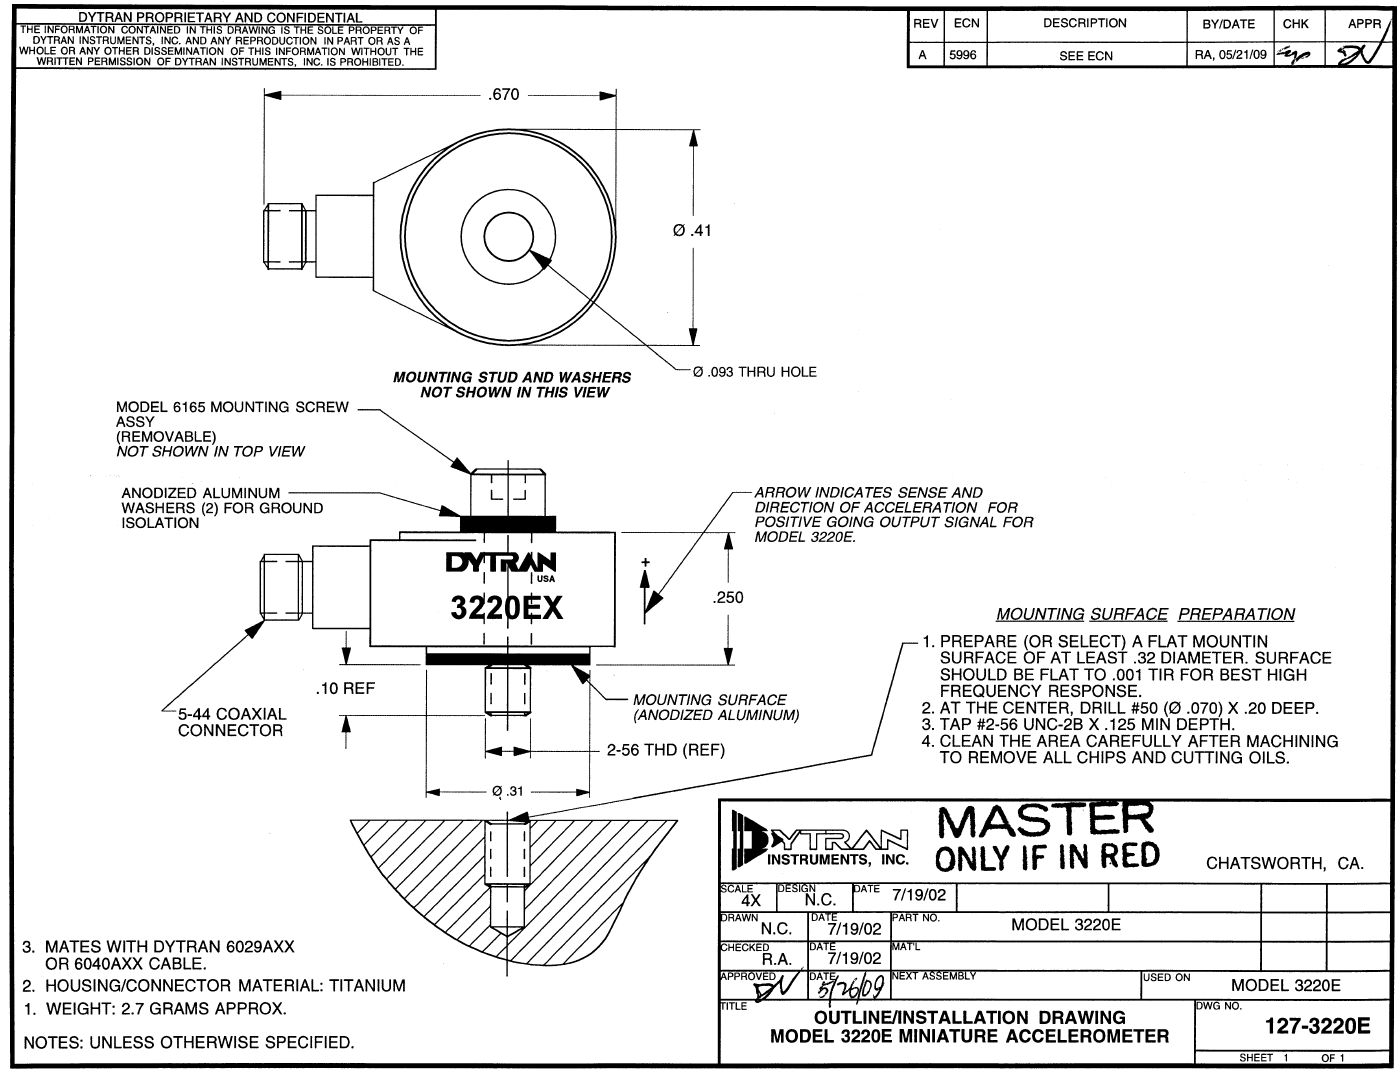 DYTRAN PROPRIETARY AND CONFIDENTIAL
THE INFORMATION CONTAINED IN THIS DRAWING IS THE SOLE PROPERTY OF
DYTRAN INSTRUMENTS, INC. AND ANY REPRODUCTION IN PART OR AS A
WHOLE OR ANY OTHER DISSEMINATION OF THIS INFORMATION WITHOUT THE
WRITTEN PERMISSION OF DYTRAN INSTRUMENTS, INC. IS PROHIBITED.
REV ECN DESCRIPTION BY/DATE CHK APPR
A 5996 SEE ECN RA, 05/21/09
.670
Ø .41
Ø .093 THRU HOLE
MOUNTING STUD AND WASHERS
NOT SHOWN IN THIS VIEW
MODEL 6165 MOUNTING SCREW
ASSY
(REMOVABLE)
NOT SHOWN IN TOP VIEW
ANODIZED ALUMINUM
WASHERS (2) FOR GROUND
ISOLATION
ARROW INDICATES SENSE AND
DIRECTION OF ACCELERATION FOR
POSITIVE GOING OUTPUT SIGNAL FOR
MODEL 3220E.
DYTRAN
USA
3220EX
+
.250
.10 REF
5-44 COAXIAL
CONNECTOR
MOUNTING SURFACE
(ANODIZED ALUMINUM)
2-56 THD (REF)
Ø .31
MOUNTING SURFACE PREPARATION
1. PREPARE (OR SELECT) A FLAT MOUNTIN
SURFACE OF AT LEAST .32 DIAMETER. SURFACE
SHOULD BE FLAT TO .001 TIR FOR BEST HIGH
FREQUENCY RESPONSE.
2. AT THE CENTER, DRILL #50 (Ø .070) X .20 DEEP.
3. TAP #2-56 UNC-2B X .125 MIN DEPTH.
4. CLEAN THE AREA CAREFULLY AFTER MACHINING
TO REMOVE ALL CHIPS AND CUTTING OILS.
3. MATES WITH DYTRAN 6029AXX
OR 6040AXX CABLE.
2. HOUSING/CONNECTOR MATERIAL: TITANIUM
1. WEIGHT: 2.7 GRAMS APPROX.
NOTES: UNLESS OTHERWISE SPECIFIED.
DYTRAN
INSTRUMENTS, INC.
MASTER
ONLY IF IN RED
CHATSWORTH, CA.
SCALE 4X DESIGN N.C. DATE 7/19/02
DRAWN N.C. DATE 7/19/02 PART NO. MODEL 3220E
CHECKED R.A. DATE 7/19/02 MAT'L
APPROVED DATE 5/26/09 NEXT ASSEMBLY USED ON MODEL 3220E
TITLE
OUTLINE/INSTALLATION DRAWING
MODEL 3220E MINIATURE ACCELEROMETER
DWG NO.
127-3220E
SHEET 1 OF 1